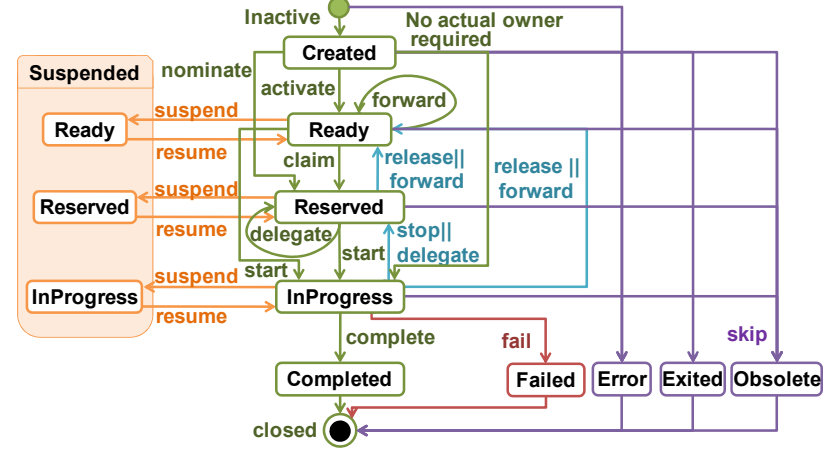 Inactive
No actual owner
required
Created
Suspended
nominate
activate
forward
suspend
Ready
Ready
resume
claim
release||
forward
release ||
forward
suspend
Reserved
Reserved
resume
delegate
stop||
delegate
start
start
suspend
InProgress
InProgress
resume
complete
fail
skip
Completed
Failed
Error
Exited
Obsolete
closed